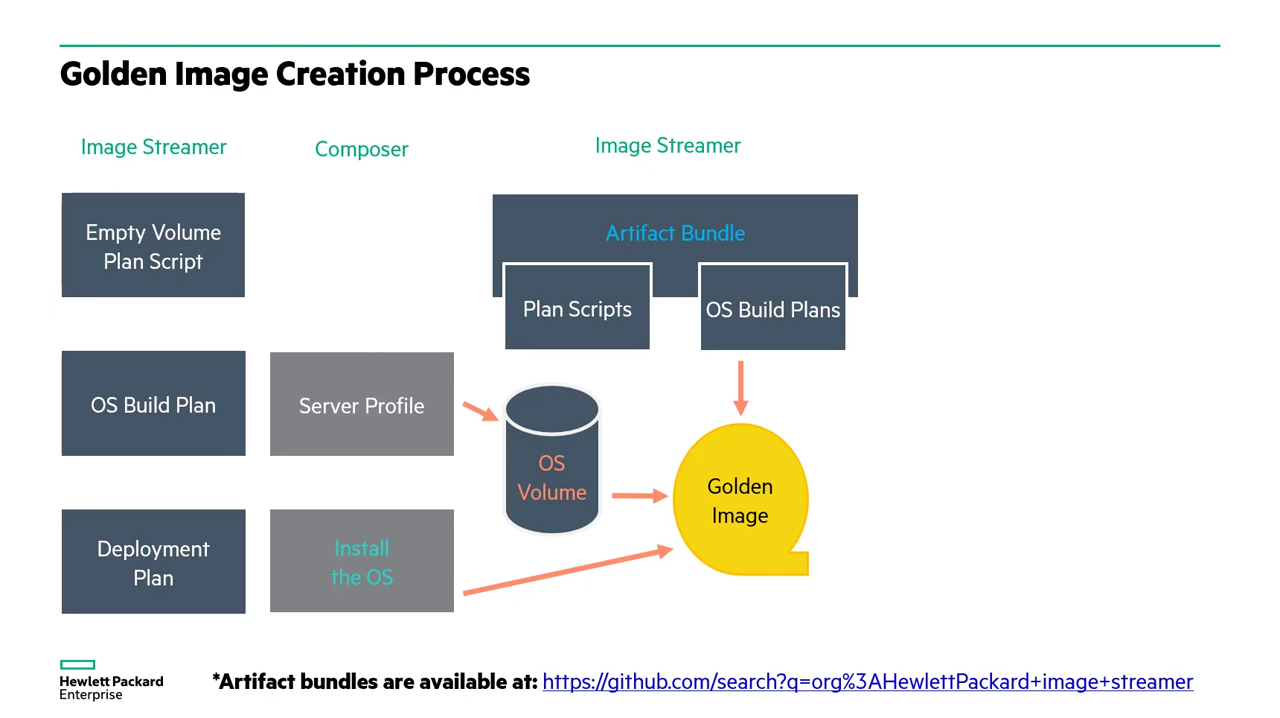 Golden Image Creation Process
Image Streamer
Composer
Image Streamer
Empty Volume
Plan Script
Artifact Bundle
Plan Scripts
OS Build Plans
OS Build Plan
Server Profile
OS
Volume
Golden
Image
Deployment
Plan
Install
the OS
Hewlett Packard
Enterprise
*Artifact bundles are available at: https://github.com/search?q=org%3AHewlettPackard+image+streamer